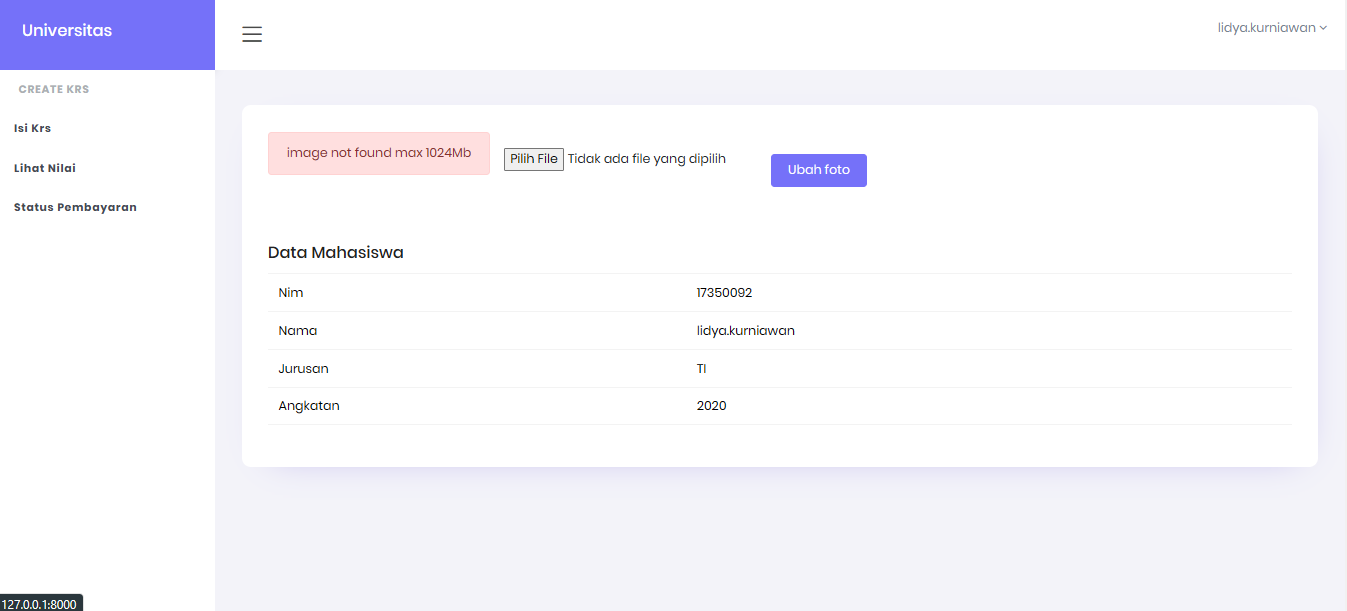 Universitas
lidya.kurniawan
CREATE KRS
Isi Krs
Lihat Nilai
Status Pembayaran
image not found max 1024Mb
Pilih File Tidak ada file yang dipilih
Ubah foto
Data Mahasiswa
Nim 17350092
Nama lidya.kurniawan
Jurusan TI
Angkatan 2020
127.0.0.1:8000